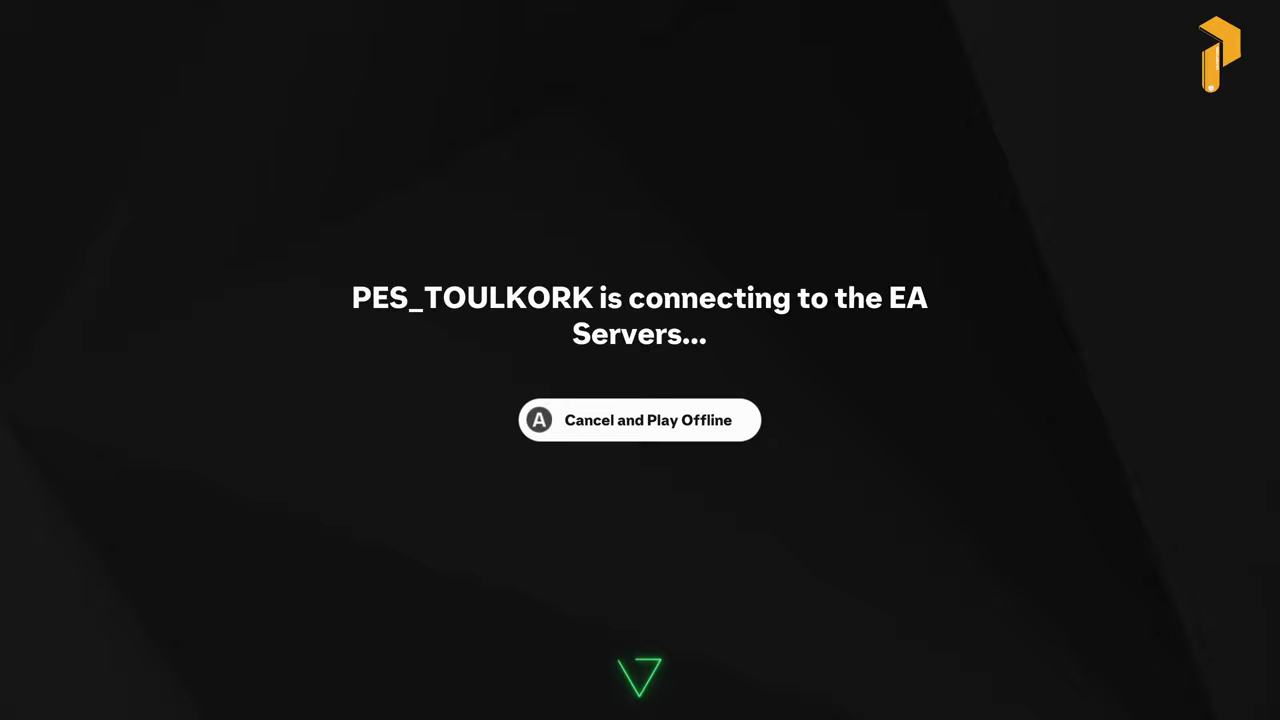 PES_TOULKORK is connecting to the EA
Servers...
A Cancel and Play Offline